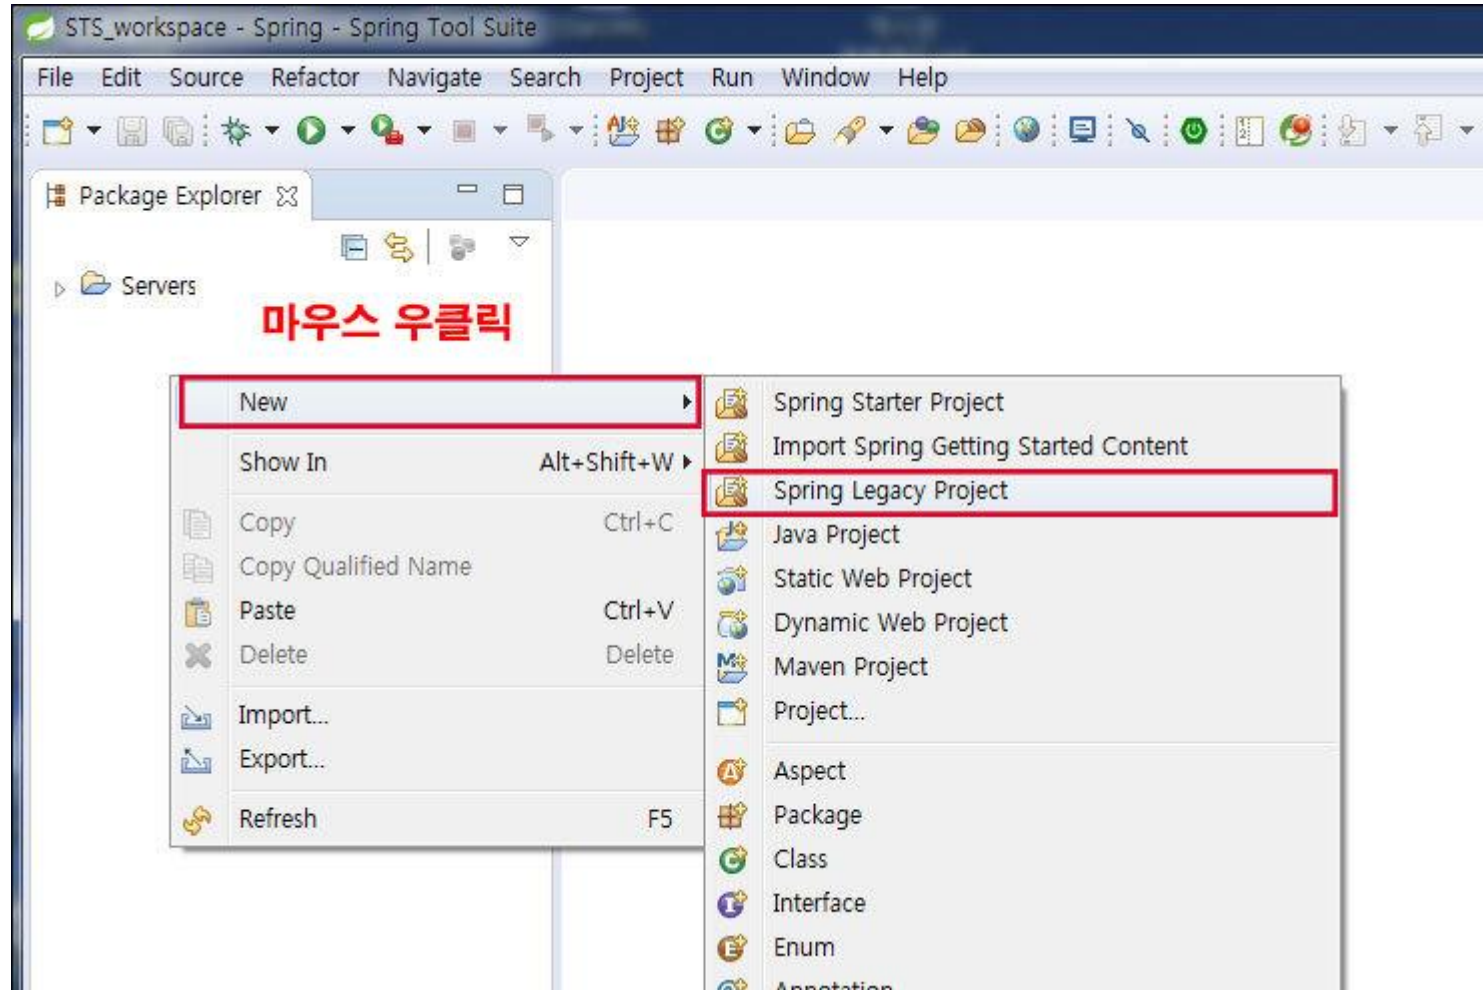 STS_workspace - Spring - Spring Tool Suite
File Edit Source Refactor Navigate Search Project Run Window Help
Package Explorer
Servers
마우스 우클릭
New
Show In Alt+Shift+W
Copy Ctrl+C
Copy Qualified Name
Paste Ctrl+V
Delete Delete
Import...
Export...
Refresh F5
Spring Starter Project
Import Spring Getting Started Content
Spring Legacy Project
Java Project
Static Web Project
Dynamic Web Project
Maven Project
Project...
Aspect
Package
Class
Interface
Enum
Annotation